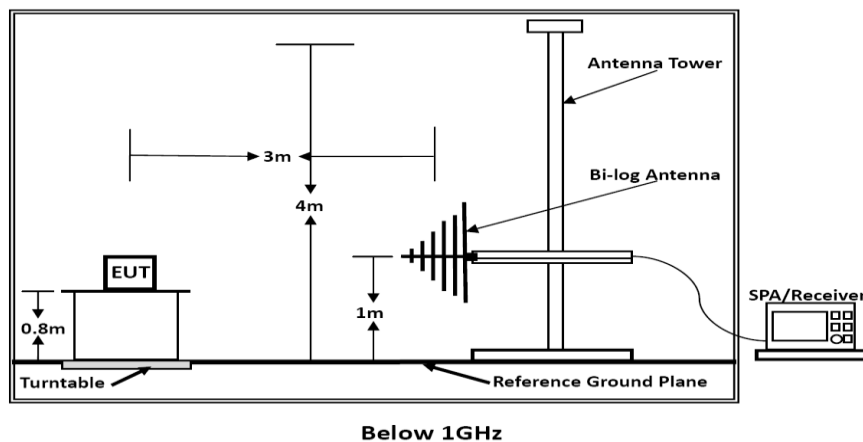 Antenna Tower
3m
Bi-log Antenna
4m
EUT
SPA/Receiver
0.8m
1m
Turntable
Reference Ground Plane
Below 1GHz